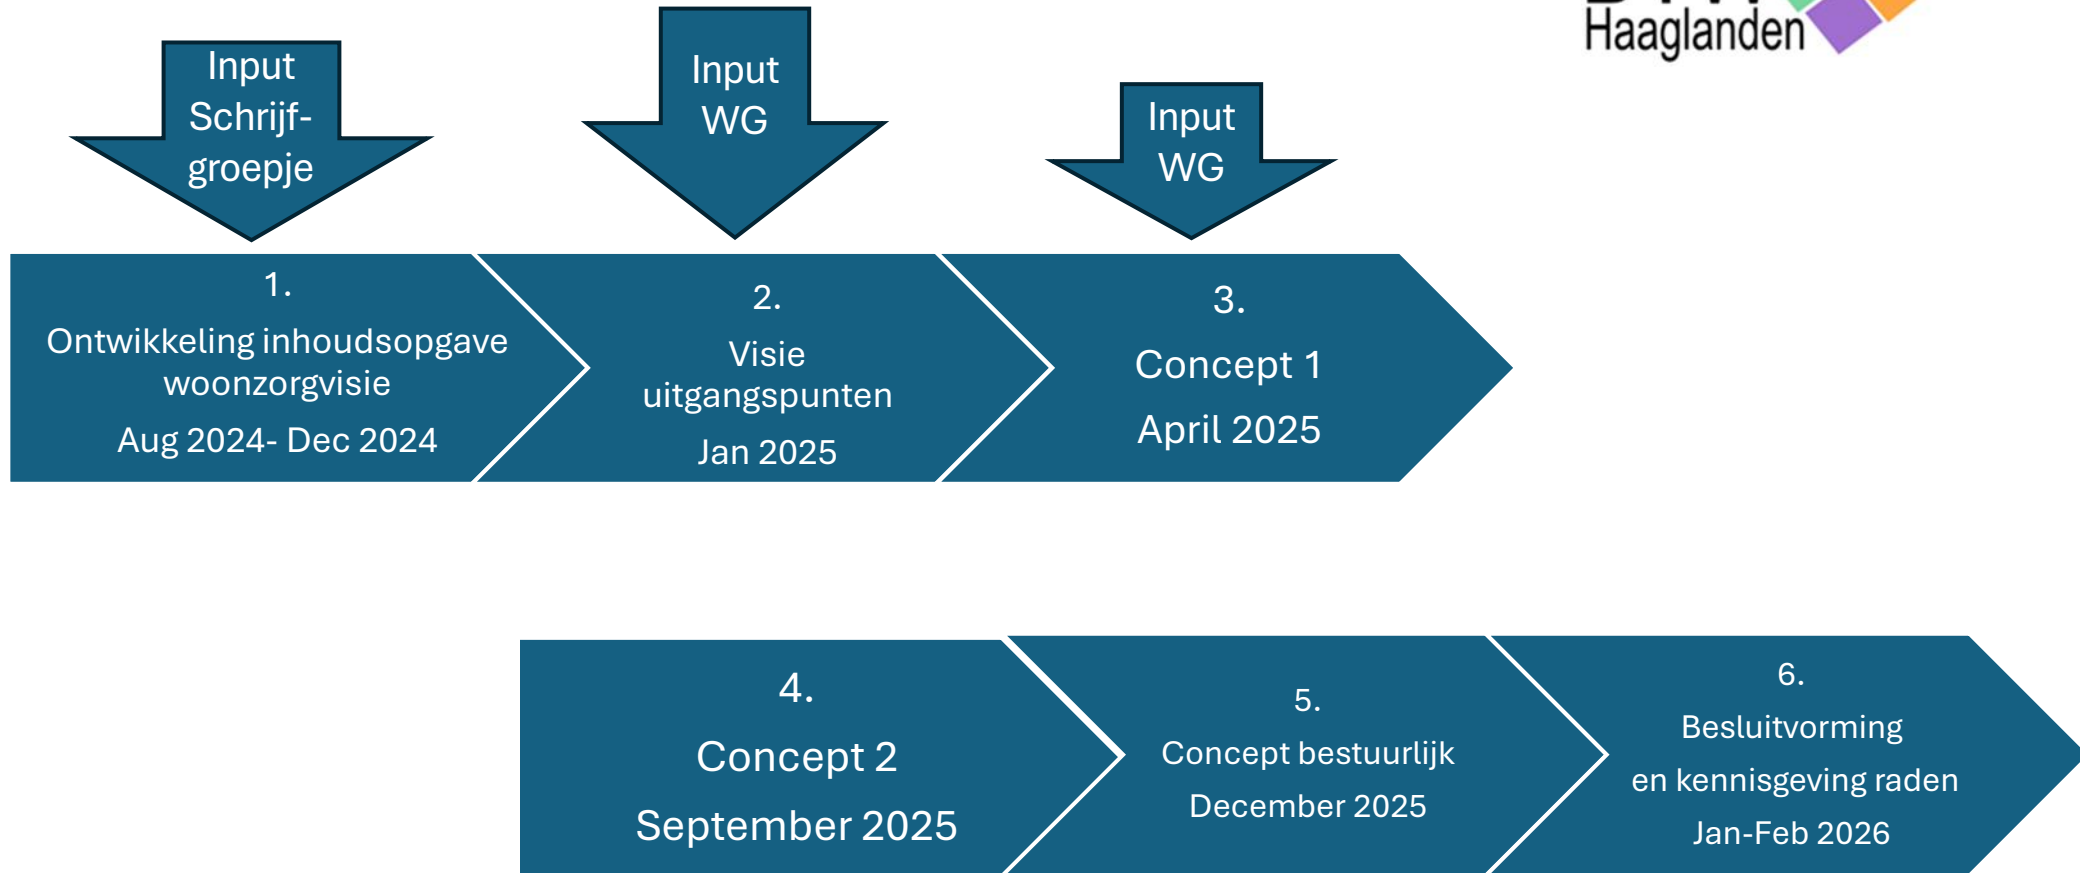 Haaglanden
Input
Schrijf-
groepje
Input
WG
Input
WG
1.
Ontwikkeling inhoudsopgave
woonzorgvisie
Aug 2024- Dec 2024
2.
Visie
uitgangspunten
Jan 2025
3.
Concept 1
April 2025
4.
Concept 2
September 2025
5.
Concept bestuurlijk
December 2025
6.
Besluitvorming
en kennisgeving raden
Jan-Feb 2026